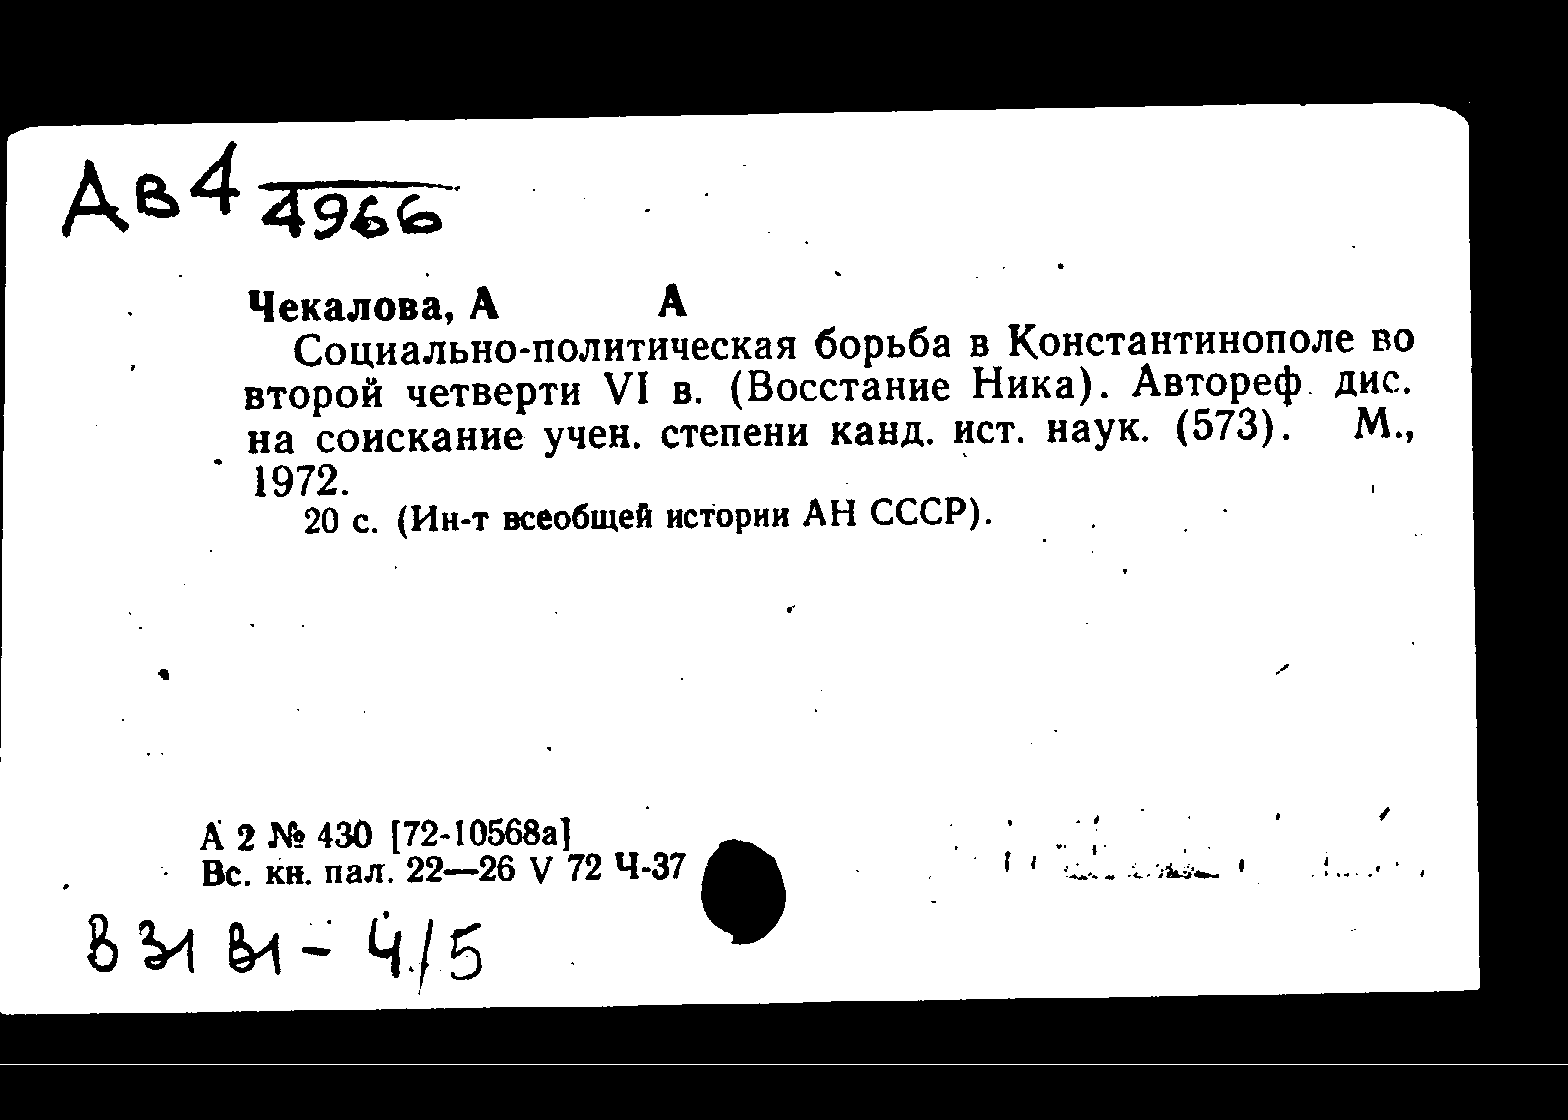 Дв4 4966
Чекалова, А А
Социально-политическая борьба в Константинополе во
второй четверти VI в. (Восстание Ника). Автореф. дис.
на соискание учен. степени канд. ист. наук. (573). М.,
1972.
20 с. (Ин-т всеобщей истории АН СССР).
А 2 № 430 [72-10568а]
Вс. кн. пал. 22—26 V 72 Ч-37
В 31 В1 - 4/5